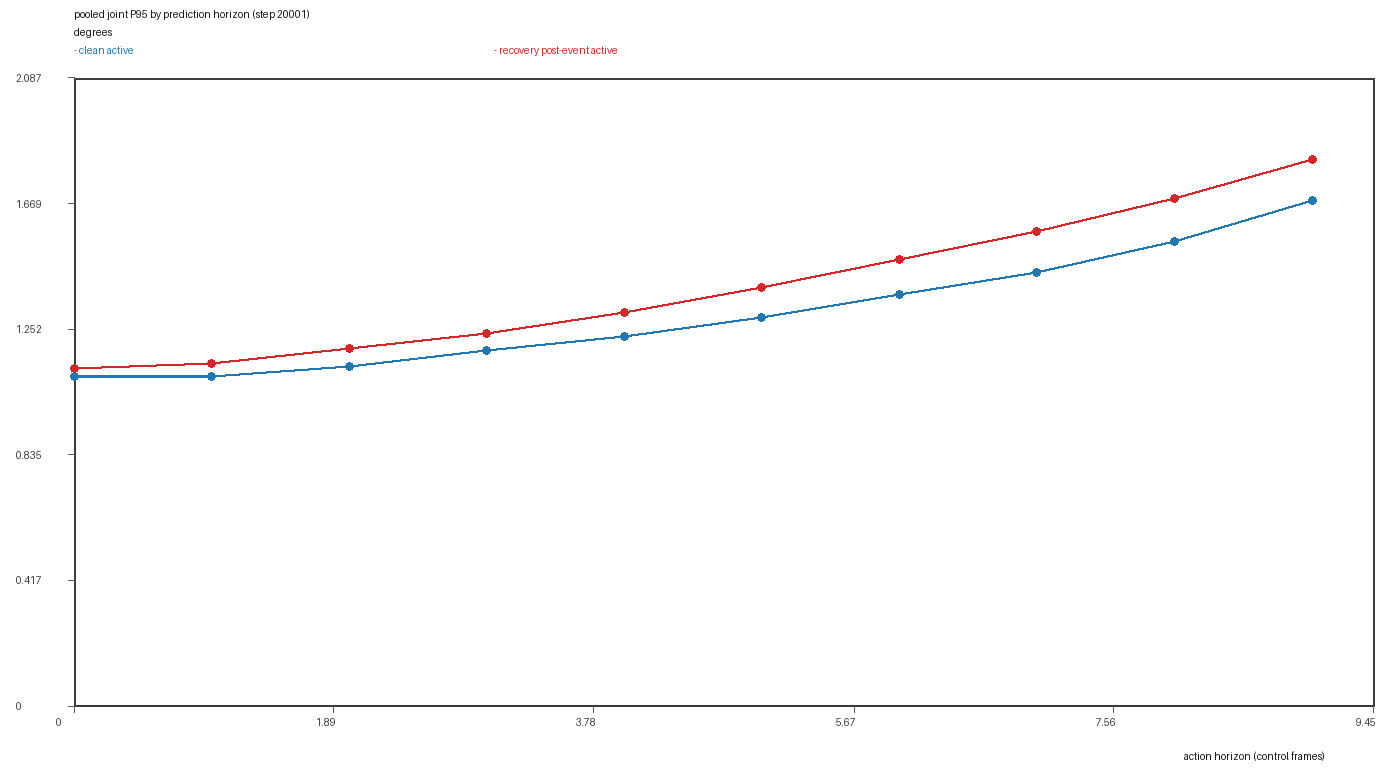 pooled joint P95 by prediction horizon (step 20001)
degrees
- clean active
- recovery post-event active
2.087
1.669
1.252
0.835
0.417
0
0
1.89
3.78
5.67
7.56
9.45
action horizon (control frames)